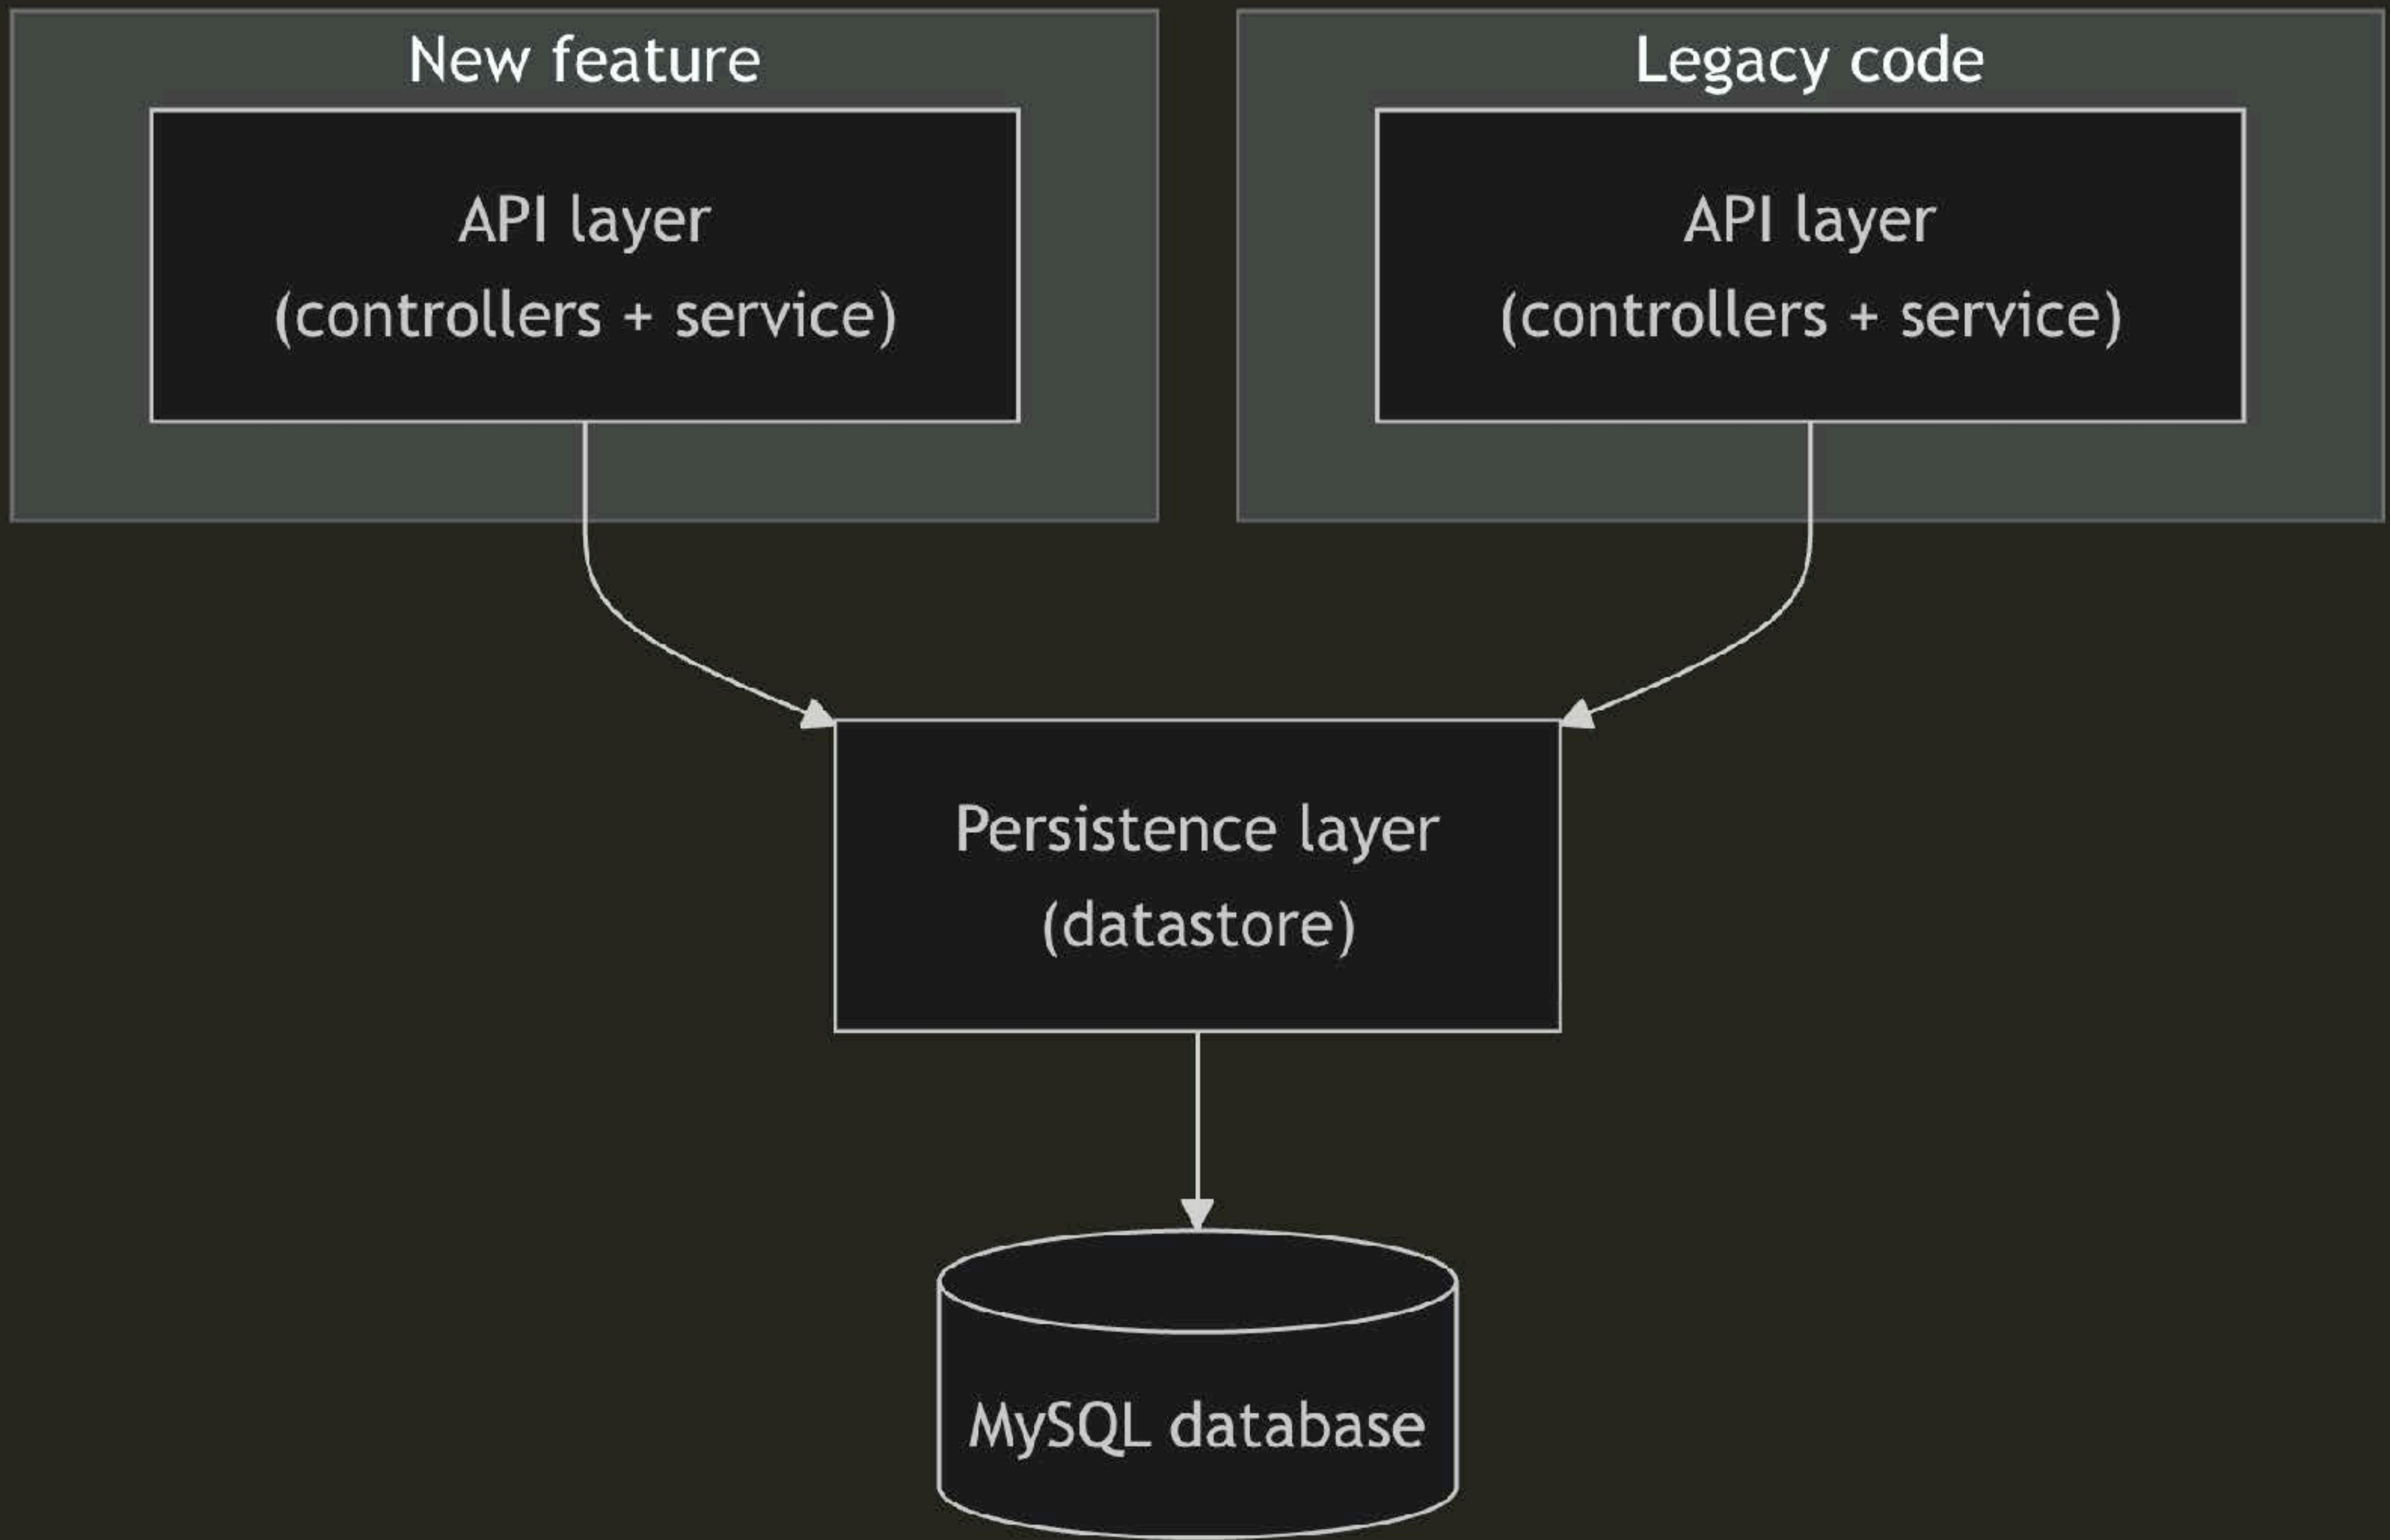 New feature
API layer
(controllers + service)
Legacy code
API layer
(controllers + service)
Persistence layer
(datastore)
MySQL database